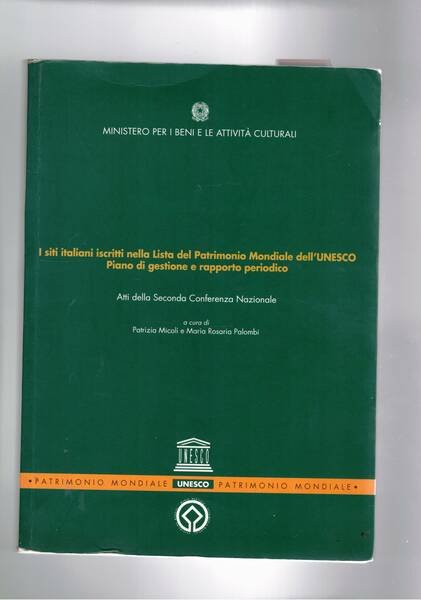 MINISTERO PER I BENI E LE ATTIVITÀ CULTURALI
I siti italiani iscritti nella Lista del Patrimonio Mondiale dell'UNESCO
Piano di gestione e rapporto periodico
Atti della Seconda Conferenza Nazionale
a cura di
Patrizia Micoli e Maria Rosaria Palombi
UNESCO
• PATRIMONIO MONDIALE UNESCO PATRIMONIO MONDIALE •